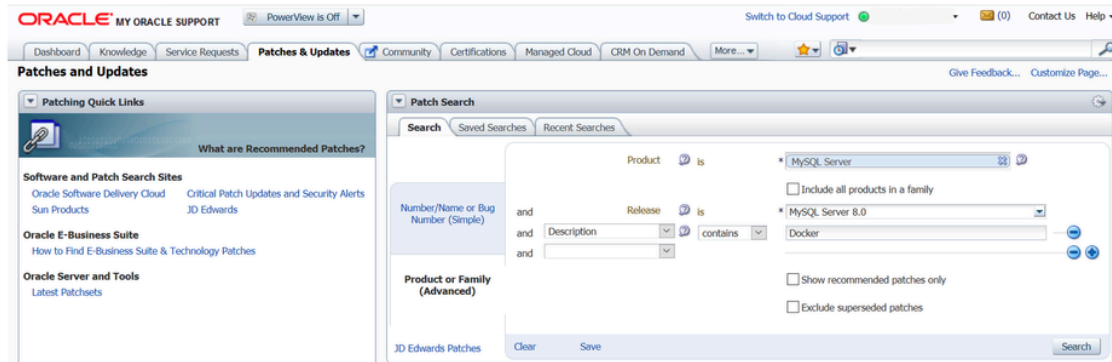 ORACLE® MY ORACLE SUPPORT PowerView is Off Switch to Cloud Support (0) Contact Us Help
Dashboard Knowledge Service Requests Patches & Updates Community Certifications Managed Cloud CRM On Demand More...
Patches and Updates Give Feedback... Customize Page...
Patching Quick Links
What are Recommended Patches?
Software and Patch Search Sites
Oracle Software Delivery Cloud Critical Patch Updates and Security Alerts
Sun Products JD Edwards
Oracle E-Business Suite
How to Find E-Business Suite & Technology Patches
Oracle Server and Tools
Latest Patchsets
Patch Search
Search Saved Searches Recent Searches
Number/Name or Bug
Number (Simple)
Product or Family
(Advanced)
JD Edwards Patches
Product is * MySQL Server
Include all products in a family
and Release is * MySQL Server 8.0
and Description contains Docker
and
Show recommended patches only
Exclude superseded patches
Clear Save Search